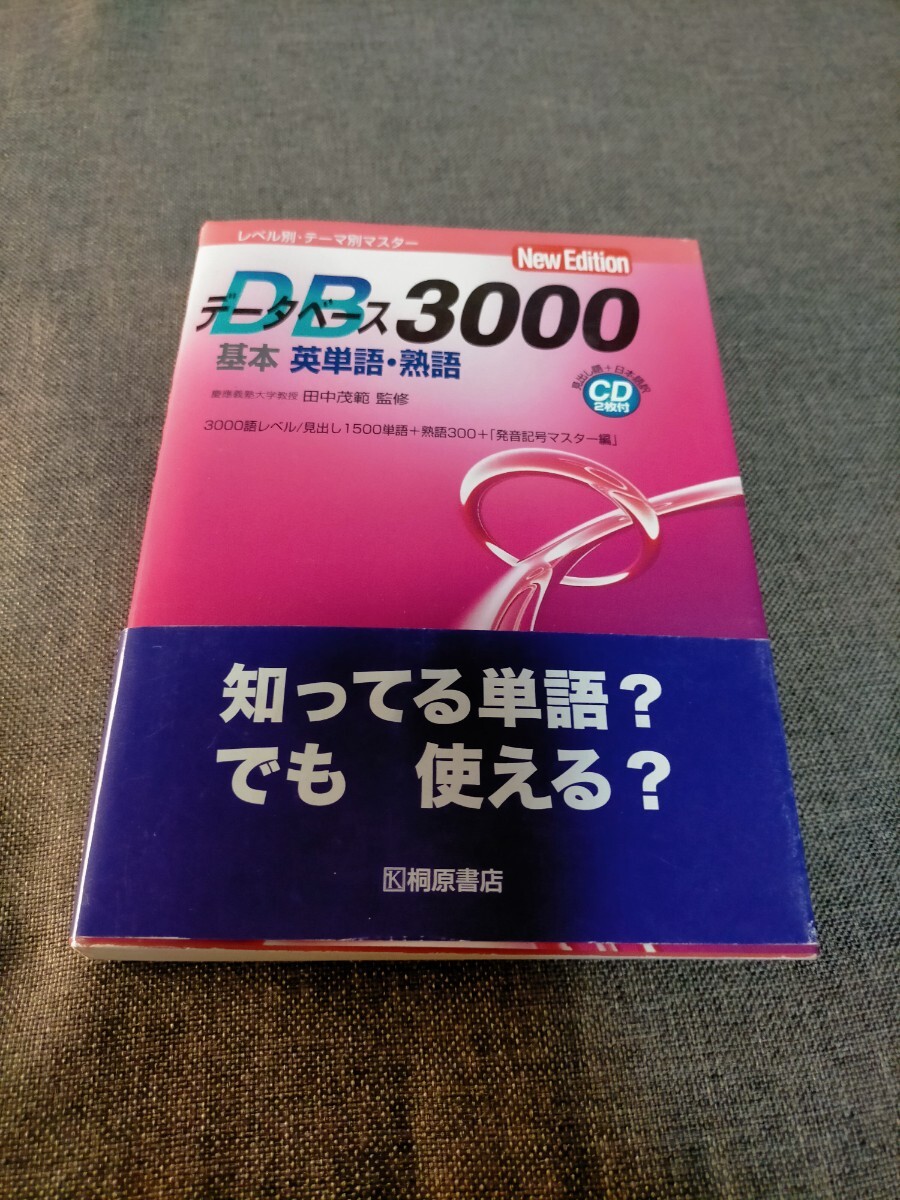 レベル別・テーマ別マスター
New Edition
DB
データベース3000
基本 英単語・熟語
見出し語+日本語訳
CD
2枚付
慶應義塾大学教授 田中茂範 監修
3000語レベル/見出し1500単語+熟語300+「発音記号マスター編」
知ってる単語?
でも 使える?
K 桐原書店